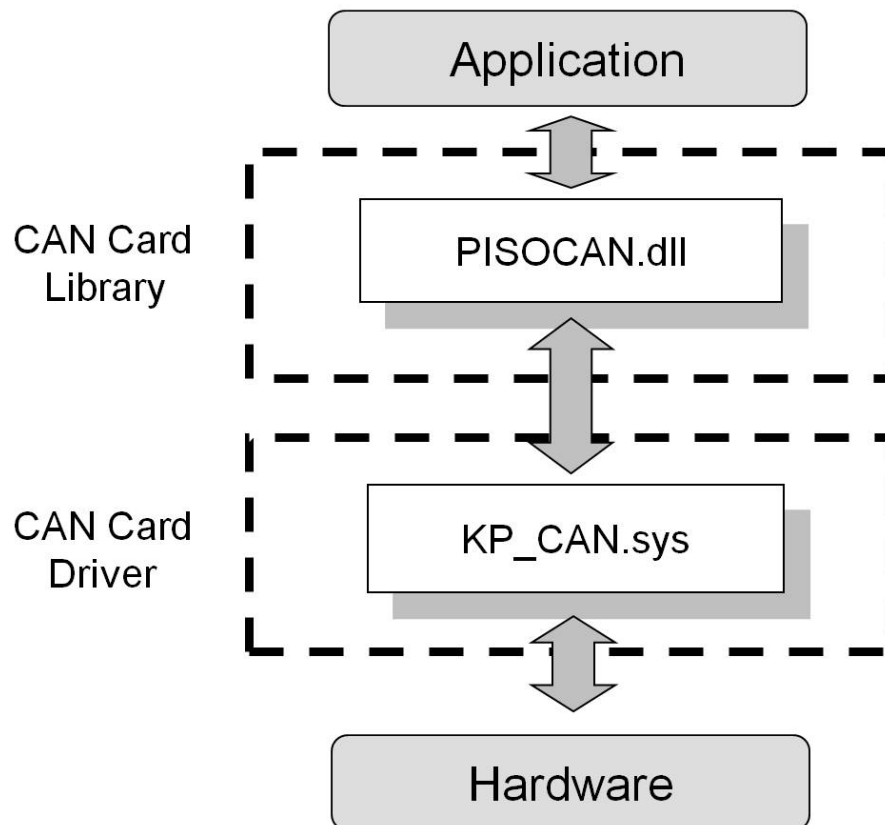 Application
CAN Card
Library
PISOCAN.dll
CAN Card
Driver
KP_CAN.sys
Hardware